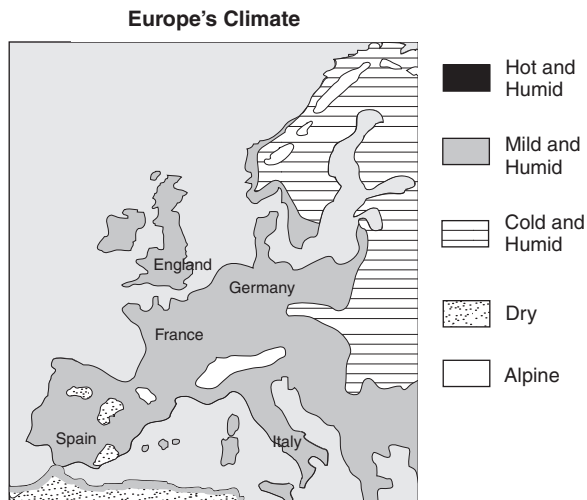 Europe's Climate
Hot and
Humid
Mild and
Humid
Cold and
Humid
Dry
Alpine
England
Germany
France
Spain
Italy